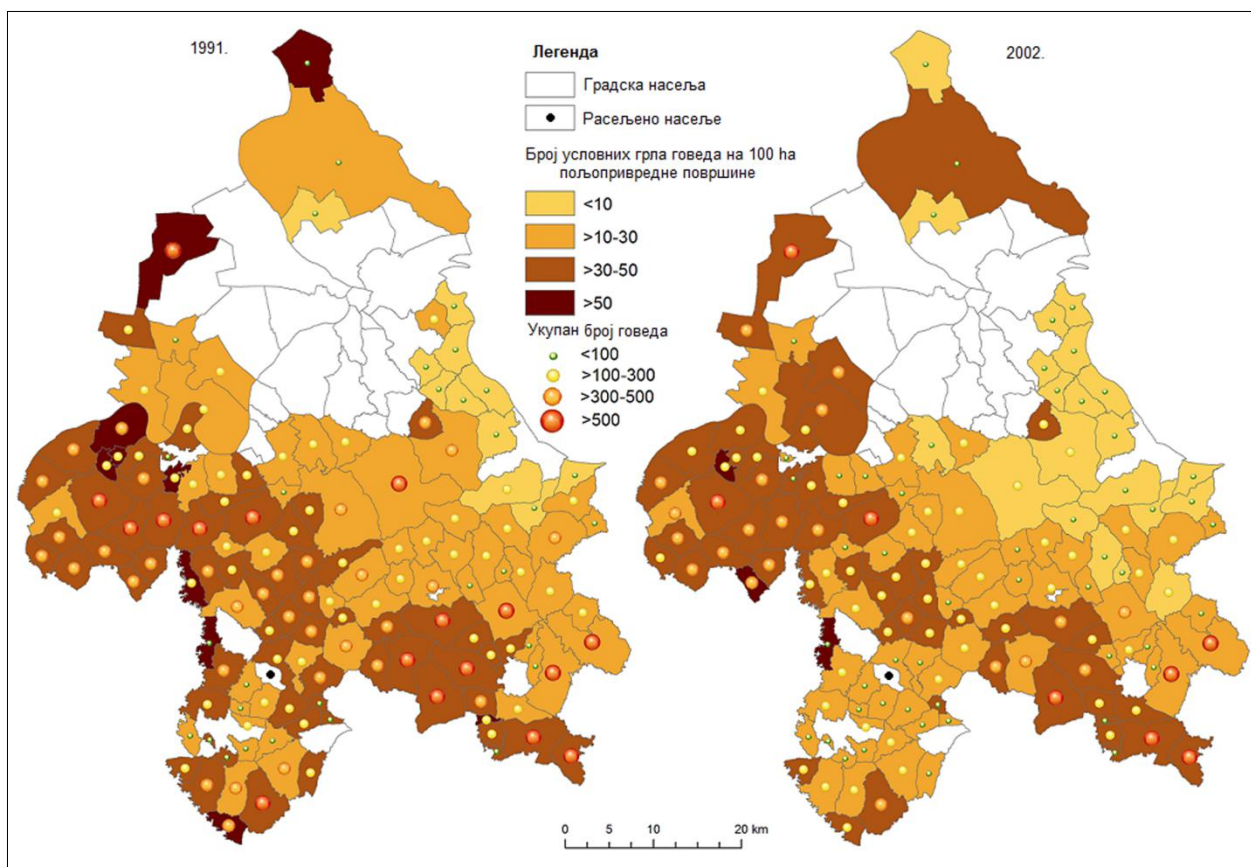 1991.
2002.
Легенда
Градска насеља
Расељено насеље
Број условних грла говеда на 100 ha
пољопривредне површине
<10
>10-30
>30-50
>50
Укупан број говеда
<100
>100-300
>300-500
>500
0 5 10 20 km